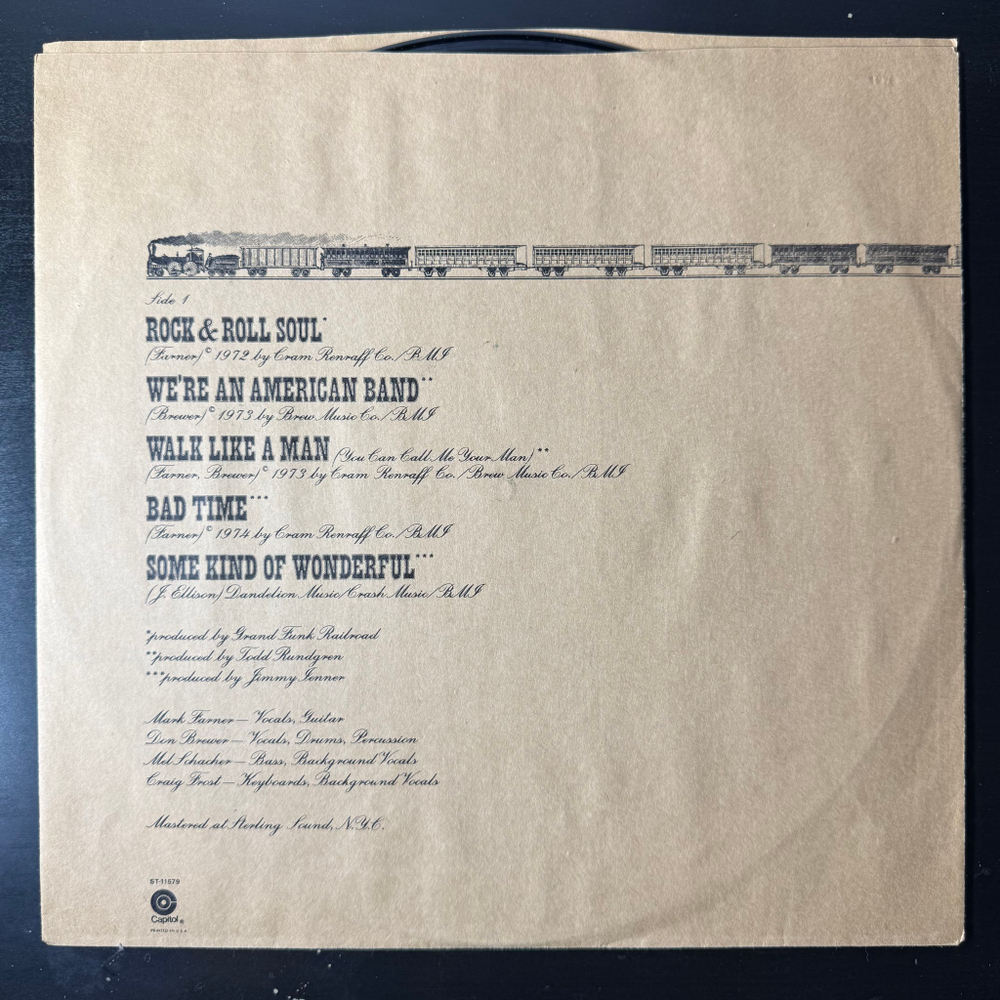 Side 1
ROCK & ROLL SOUL*
(Farner) © 1972 by Cram Renraff Co./BMI
WE'RE AN AMERICAN BAND**
(Brewer) © 1973 by Brew Music Co./BMI
WALK LIKE A MAN (You Can Call Me Your Man)**
(Farner, Brewer) © 1973 by Cram Renraff Co./Brew Music Co./BMI
BAD TIME***
(Farner) © 1974 by Cram Renraff Co./BMI
SOME KIND OF WONDERFUL***
(J. Ellison) Dandelion Music/Crash Music/BMI
*produced by Grand Funk Railroad
**produced by Todd Rundgren
***produced by Jimmy Ienner
Mark Farner — Vocals, Guitar
Don Brewer — Vocals, Drums, Percussion
Mel Schacher — Bass, Background Vocals
Craig Frost — Keyboards, Background Vocals
Mastered at Sterling Sound, N.Y.C.
ST-11579
Capitol®
PRINTED IN U.S.A.